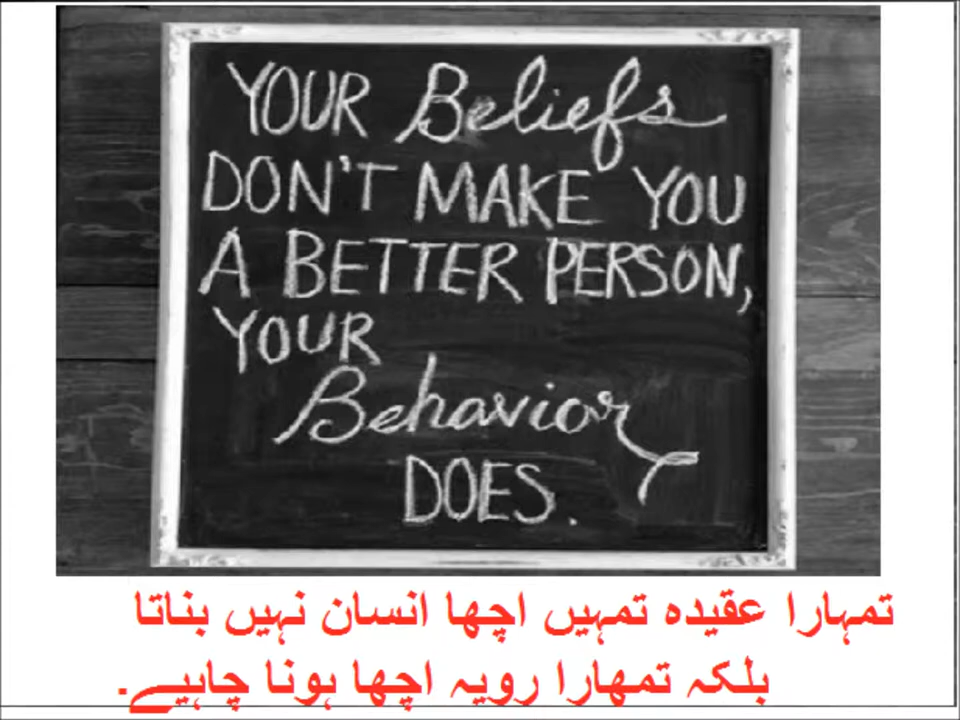 YOUR Beliefs
DON'T MAKE YOU
A BETTER PERSON,
YOUR
Behavior
DOES.
تمہارا عقیدہ تمہیں اچھا انسان نہیں بناتا
بلکہ تمھارا رویہ اچھا ہونا چاہیے۔